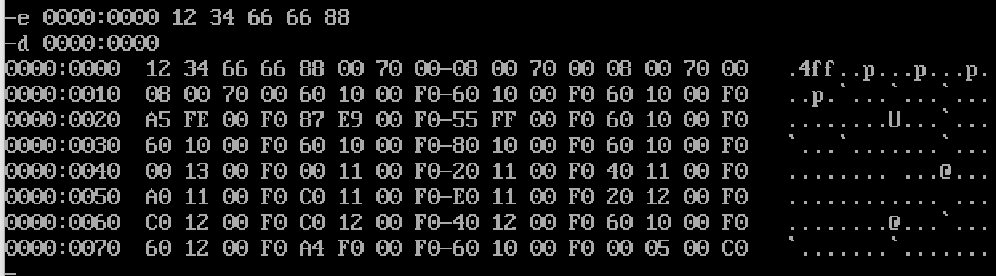 -e 0000:0000 12 34 66 66 88
-d 0000:0000
0000:0000  12 34 66 66 88 00 70 00-08 00 70 00 08 00 70 00   .4ff..p...p...p.
0000:0010  08 00 70 00 60 10 00 F0-60 10 00 F0 60 10 00 F0   ..p.`...`...`...
0000:0020  A5 FE 00 F0 87 E9 00 F0-55 FF 00 F0 60 10 00 F0   ........U...`...
0000:0030  60 10 00 F0 60 10 00 F0-80 10 00 F0 60 10 00 F0   `...`.......`...
0000:0040  00 13 00 F0 00 11 00 F0-20 11 00 F0 40 11 00 F0   ........ ...@...
0000:0050  A0 11 00 F0 C0 11 00 F0-E0 11 00 F0 20 12 00 F0   ............ ...
0000:0060  C0 12 00 F0 C0 12 00 F0-40 12 00 F0 60 10 00 F0   ........@...`...
0000:0070  60 12 00 F0 A4 F0 00 F0-60 10 00 F0 00 05 00 C0   `.......`.......